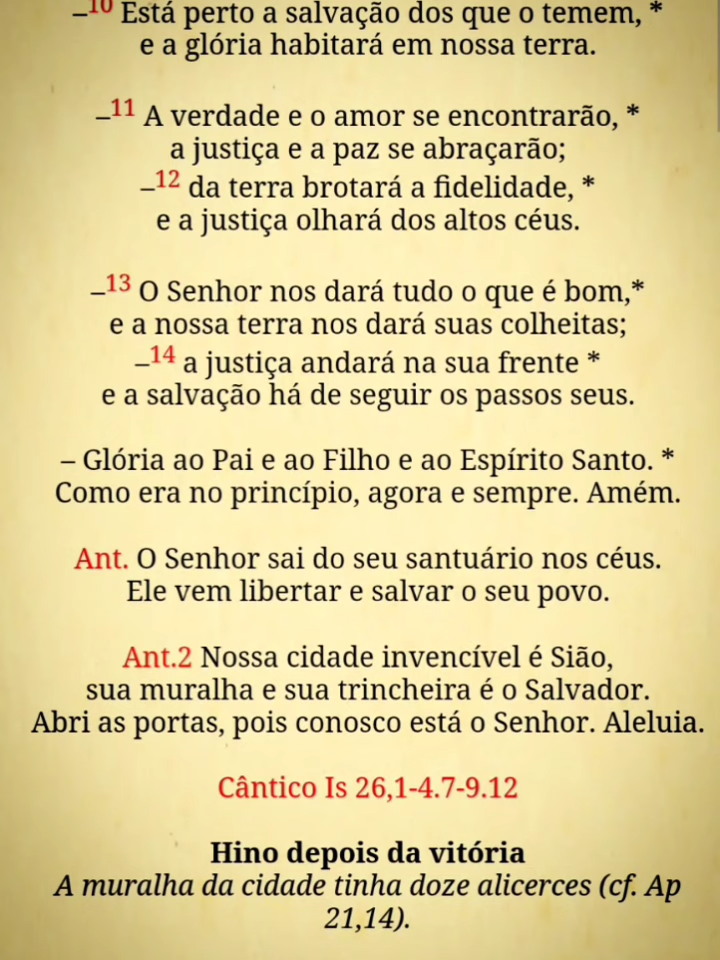 –10 Está perto a salvação dos que o temem, *
e a glória habitará em nossa terra.
–11 A verdade e o amor se encontrarão, *
a justiça e a paz se abraçarão;
–12 da terra brotará a fidelidade, *
e a justiça olhará dos altos céus.
–13 O Senhor nos dará tudo o que é bom,*
e a nossa terra nos dará suas colheitas;
–14 a justiça andará na sua frente *
e a salvação há de seguir os passos seus.
– Glória ao Pai e ao Filho e ao Espírito Santo. *
Como era no princípio, agora e sempre. Amém.
Ant. O Senhor sai do seu santuário nos céus.
Ele vem libertar e salvar o seu povo.
Ant.2 Nossa cidade invencível é Sião,
sua muralha e sua trincheira é o Salvador.
Abri as portas, pois conosco está o Senhor. Aleluia.
Cântico Is 26,1-4.7-9.12
Hino depois da vitória
A muralha da cidade tinha doze alicerces (cf. Ap
21,14).